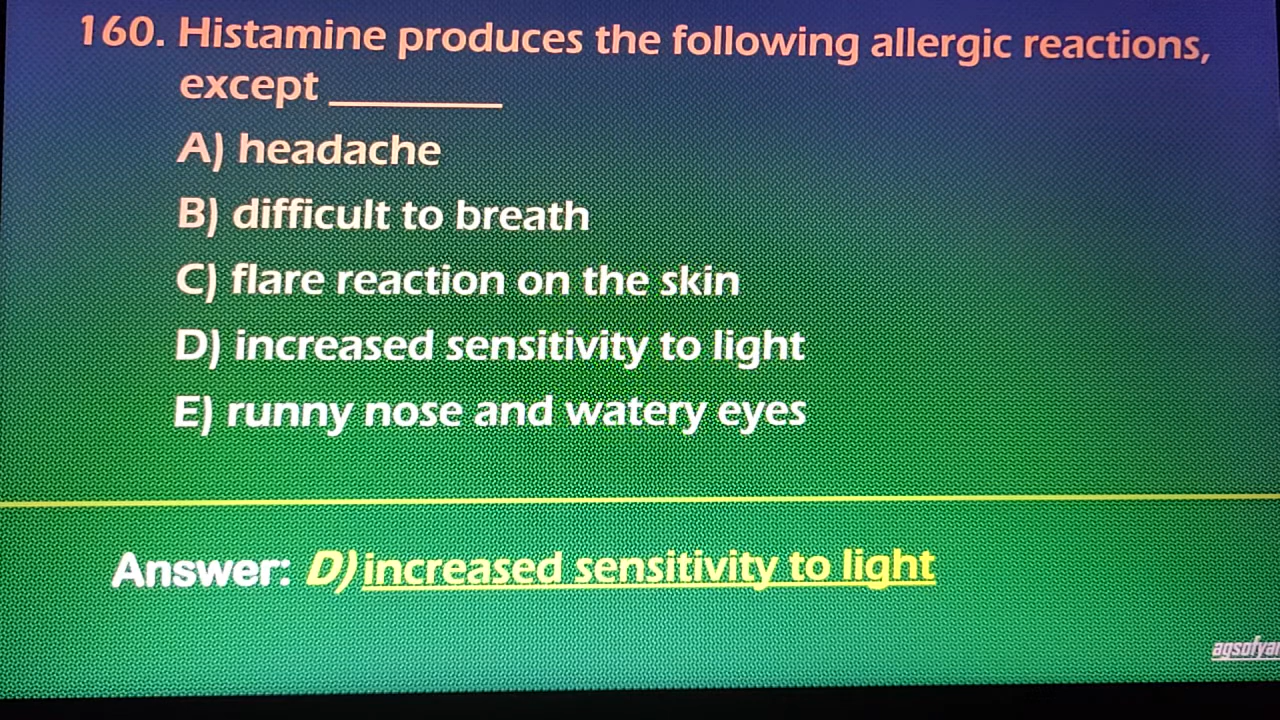 160. Histamine produces the following allergic reactions,
except ________
A) headache
B) difficult to breath
C) flare reaction on the skin
D) increased sensitivity to light
E) runny nose and watery eyes
Answer: D) increased sensitivity to light